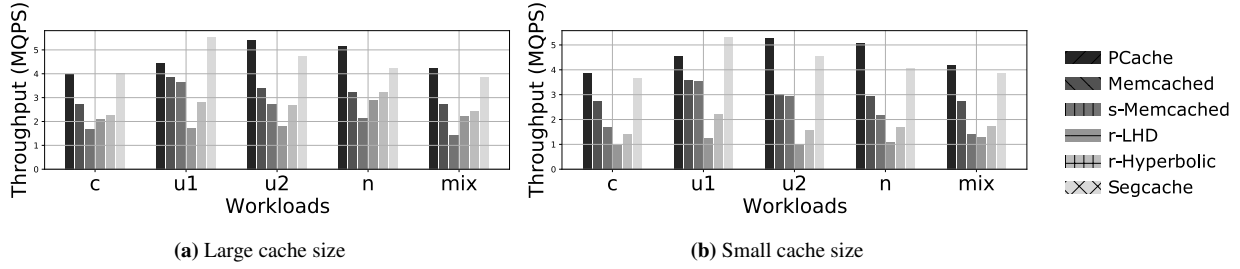 Throughput (MQPS)
5
4
3
2
1
0
c u1 u2 n mix
Workloads
(a) Large cache size
Throughput (MQPS)
5
4
3
2
1
0
c u1 u2 n mix
Workloads
(b) Small cache size
PCache
Memcached
s-Memcached
r-LHD
r-Hyperbolic
Segcache